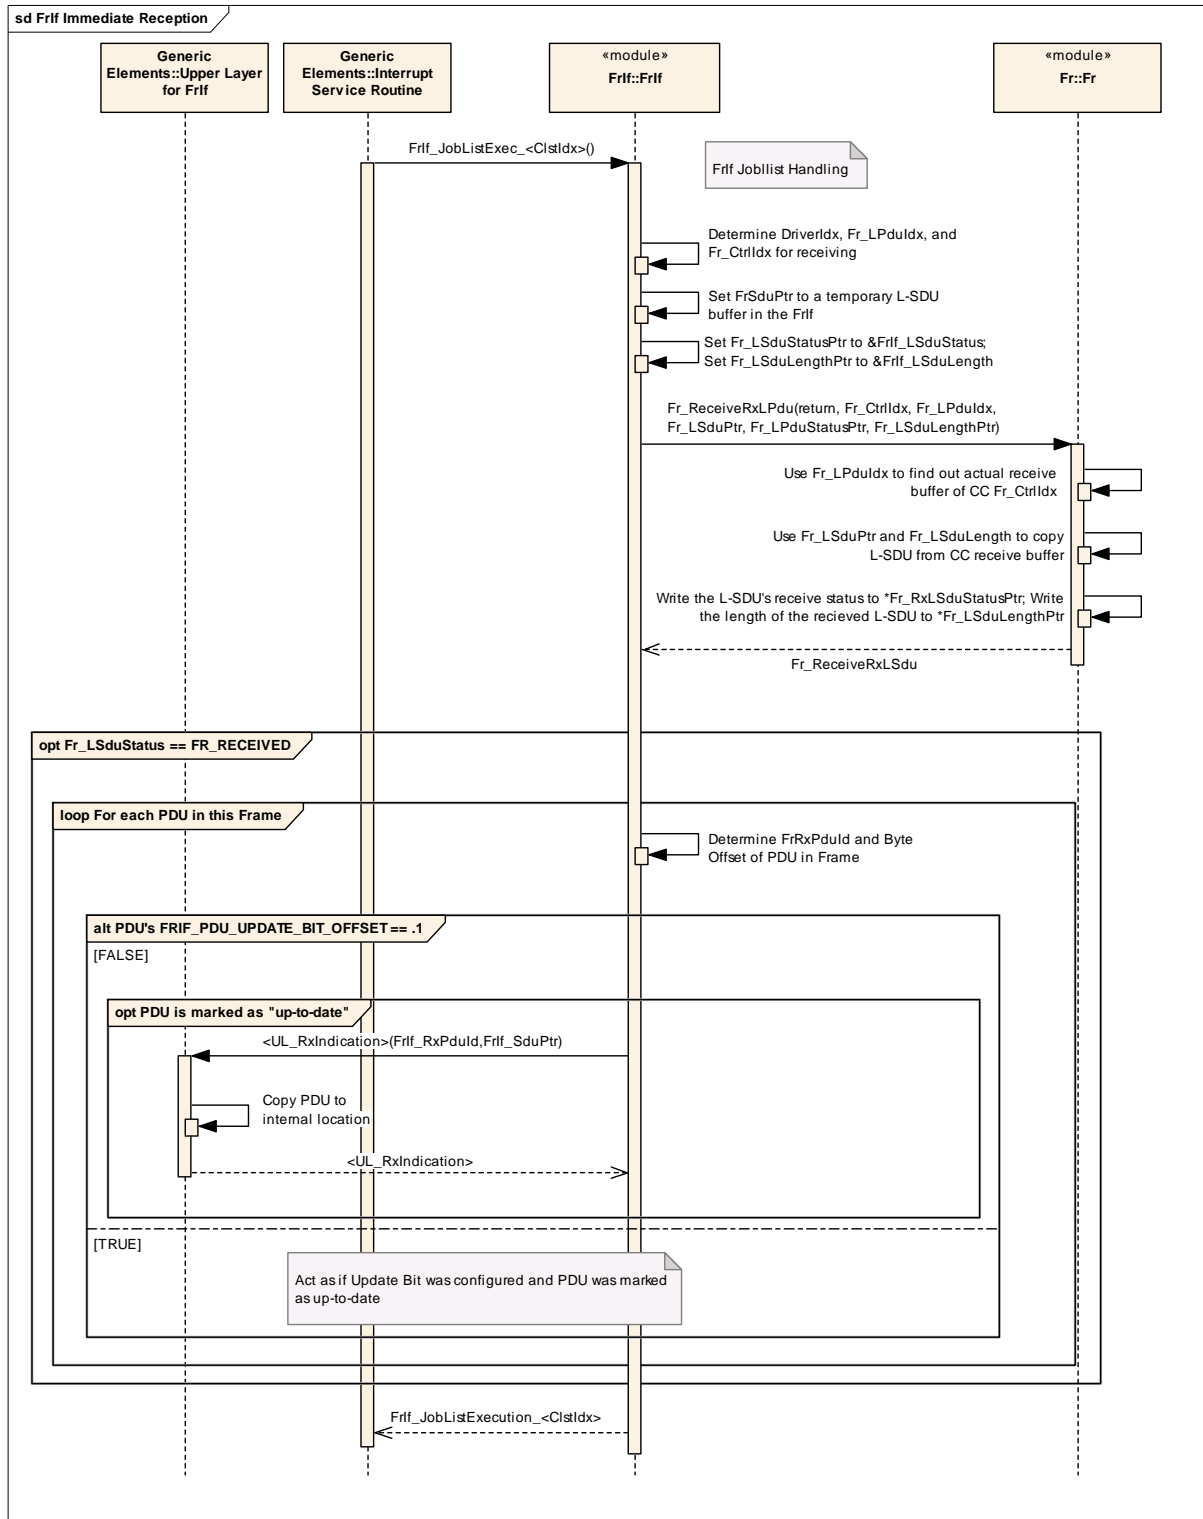 sd FrIf Immediate Reception
Generic
Elements::Upper Layer
for FrIf
Generic
Elements::Interrupt
Service Routine
«module»
FrIf::FrIf
«module»
Fr::Fr
FrIf_JobListExec_<ClstIdx>()
FrIf Jobllist Handling
Determine DriverIdx, Fr_LPduIdx, and
Fr_CtrlIdx for receiving
Set FrSduPtr to a temporary L-SDU
buffer in the FrIf
Set Fr_LSduStatusPtr to &FrIf_LSduStatus;
Set Fr_LSduLengthPtr to &FrIf_LSduLength
Fr_ReceiveRxLPdu(return, Fr_CtrlIdx, Fr_LPduIdx,
Fr_LSduPtr, Fr_LPduStatusPtr, Fr_LSduLengthPtr)
Use Fr_LPduIdx to find out actual receive
buffer of CC Fr_CtrlIdx
Use Fr_LSduPtr and Fr_LSduLength to copy
L-SDU from CC receive buffer
Write the L-SDU's receive status to *Fr_RxLSduStatusPtr; Write
the length of the recieved L-SDU to *Fr_LSduLengthPtr
Fr_ReceiveRxLSdu
opt Fr_LSduStatus == FR_RECEIVED
loop For each PDU in this Frame
Determine FrRxPduId and Byte
Offset of PDU in Frame
alt PDU's FRIF_PDU_UPDATE_BIT_OFFSET == .1
[FALSE]
opt PDU is marked as "up-to-date"
<UL_RxIndication>(FrIf_RxPduId,FrIf_SduPtr)
Copy PDU to
internal location
<UL_RxIndication>
[TRUE]
Act as if Update Bit was configured and PDU was marked
as up-to-date
FrIf_JobListExecution_<ClstIdx>